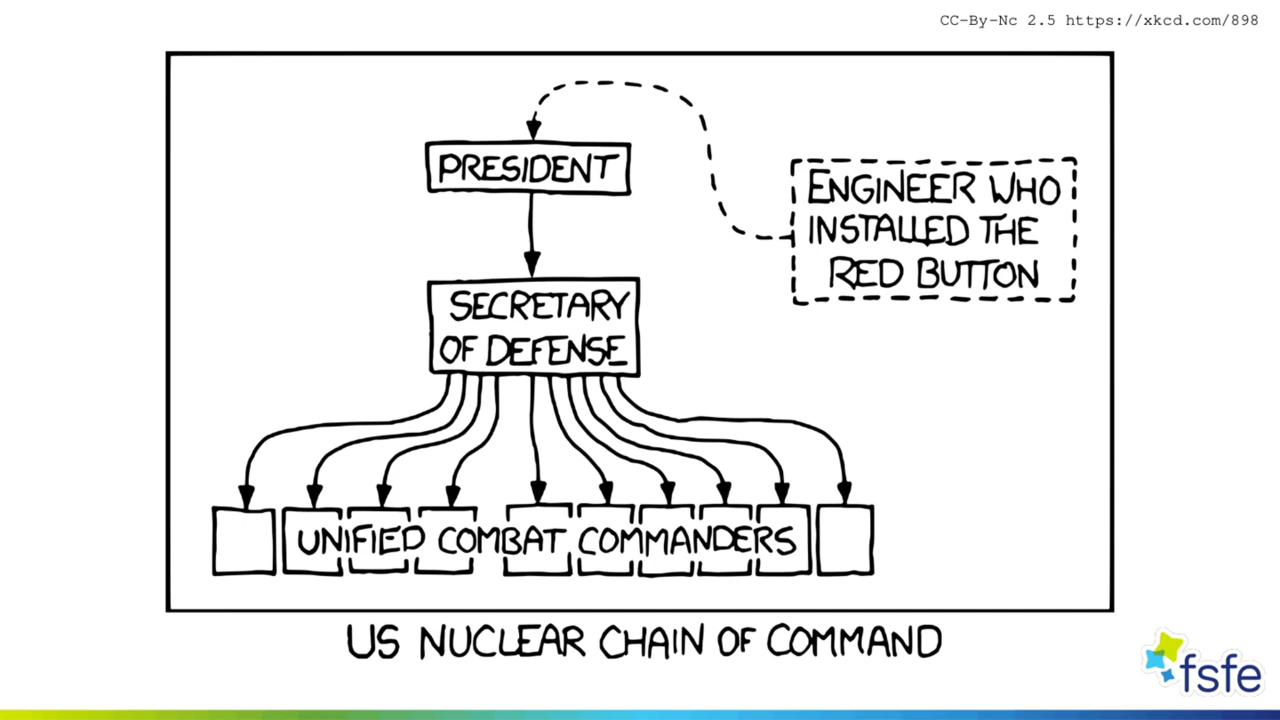 CC-By-Nc 2.5 https://xkcd.com/898
PRESIDENT
ENGINEER WHO
INSTALLED THE
RED BUTTON
SECRETARY
OF DEFENSE
UNIFIED COMBAT COMMANDERS
US NUCLEAR CHAIN OF COMMAND
fsfe